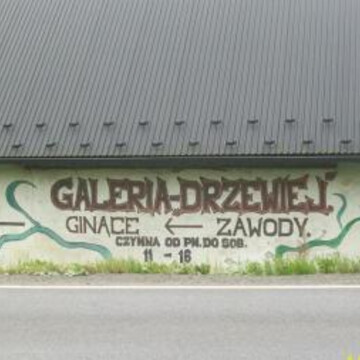 GALERIA-DRZEWIEJ"
GINĄCE ← ZAWODY.
CZYNNA OD PN. DO SOB.
11 - 16